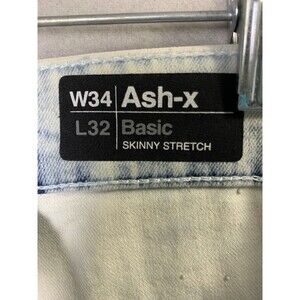 W34 Ash-x
L32 Basic
SKINNY STRETCH